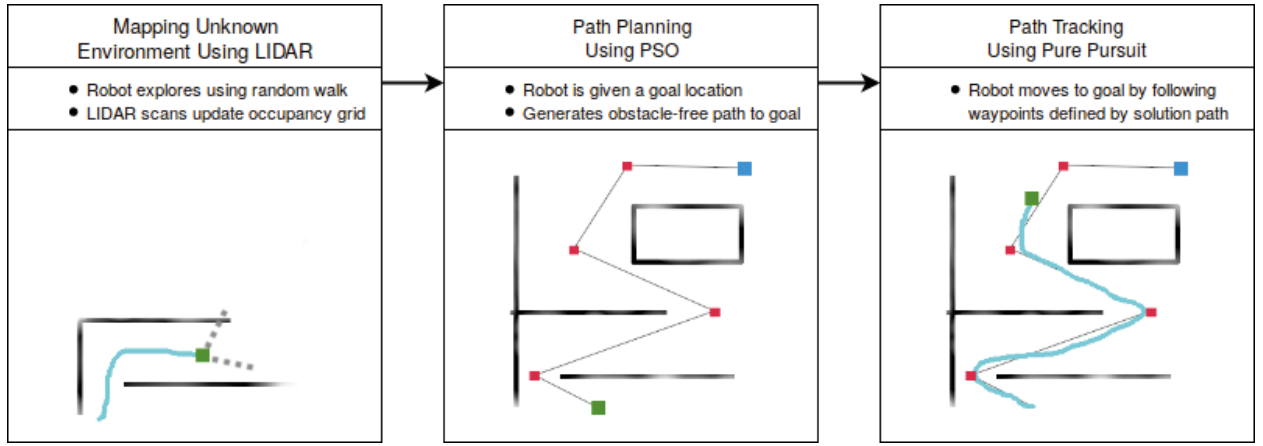 Mapping Unknown
Environment Using LIDAR
● Robot explores using random walk
● LIDAR scans update occupancy grid
Path Planning
Using PSO
● Robot is given a goal location
● Generates obstacle-free path to goal
Path Tracking
Using Pure Pursuit
● Robot moves to goal by following
waypoints defined by solution path